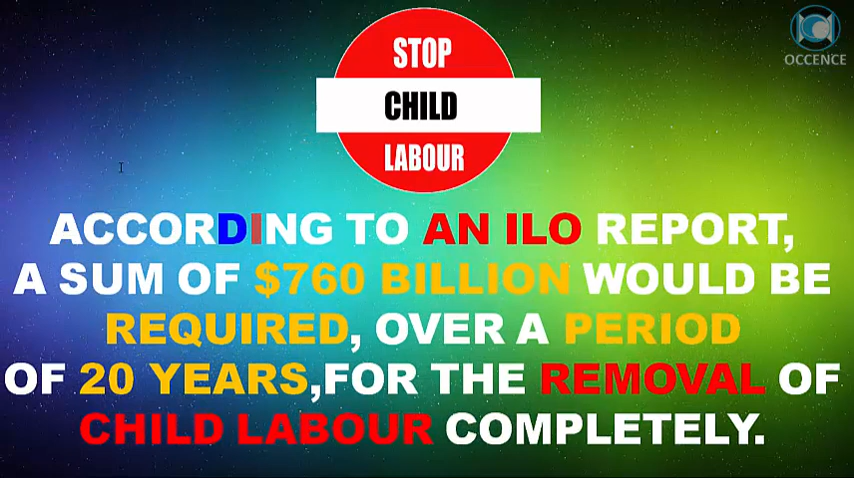 STOP
CHILD
LABOUR
OCCENCE
ACCORDING TO AN ILO REPORT,
A SUM OF $760 BILLION WOULD BE
REQUIRED, OVER A PERIOD
OF 20 YEARS,FOR THE REMOVAL OF
CHILD LABOUR COMPLETELY.